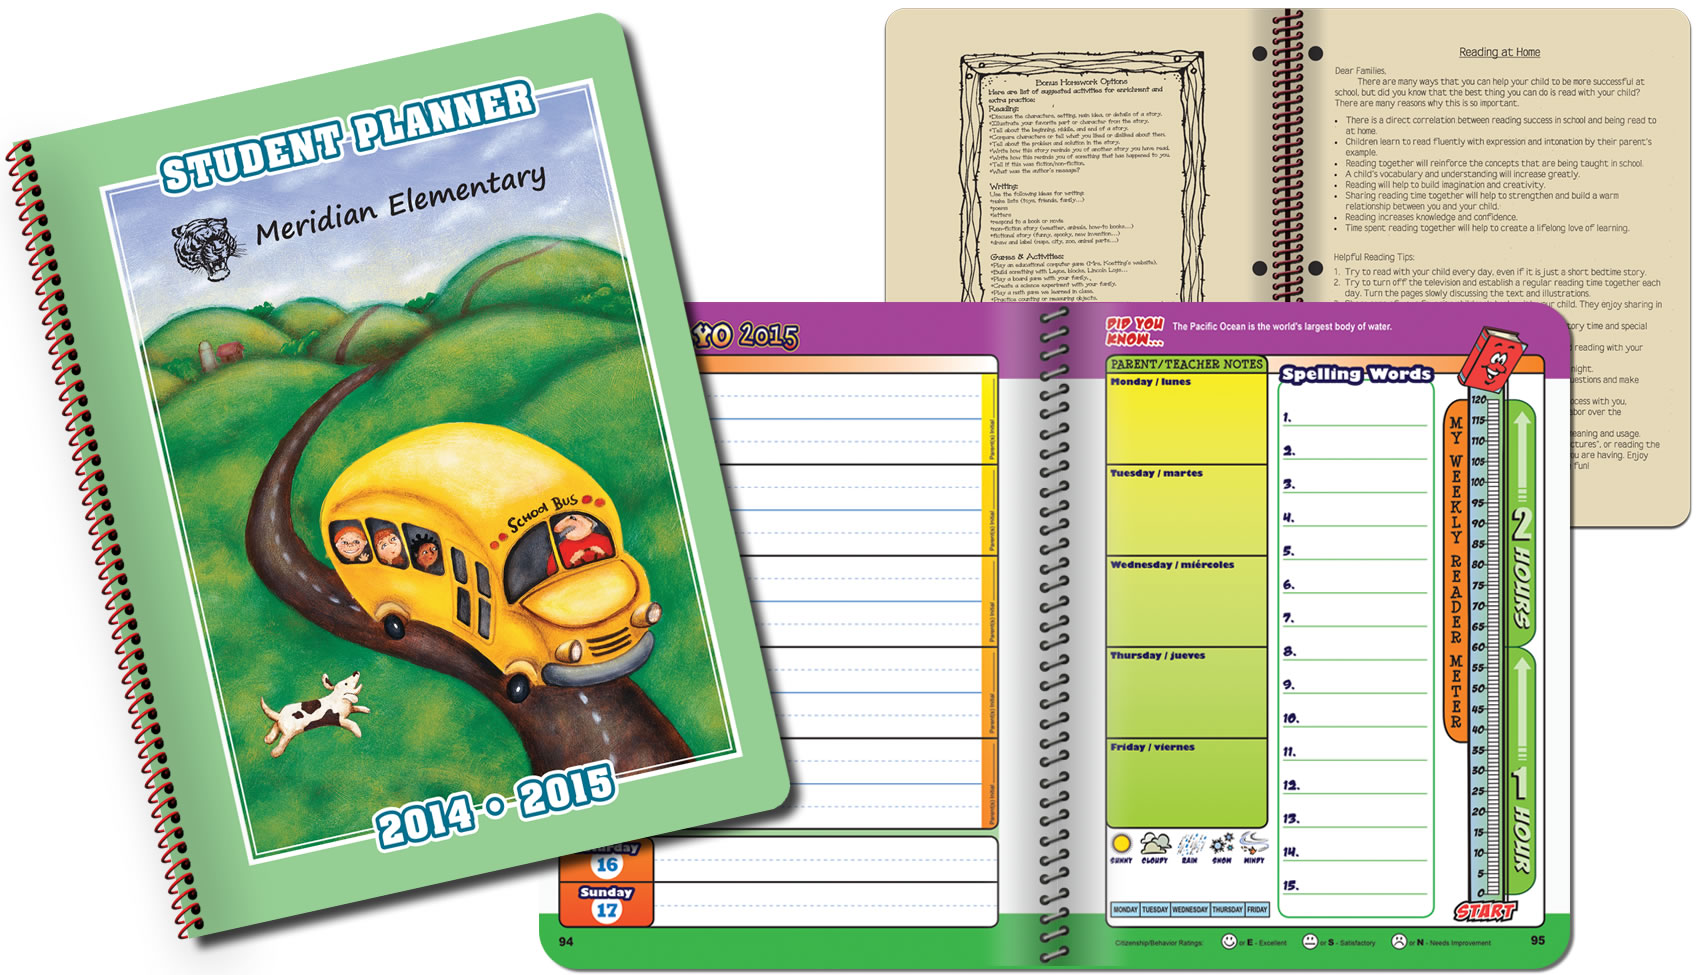 STUDENT PLANNER
Meridian Elementary
SCHOOL BUS
2014 • 2015
Bonus Homework Options
Here are list of suggested activities for enrichment and
extra practice:
Reading:
•Discuss the characters, setting, main idea, or details of a story.
•Illustrate your favorite part or character from the story.
•Tell about the beginning, middle, and end of a story.
•Compare characters or tell what you liked or disliked about them.
•Tell about the problem and solution in the story.
•Write how this story reminds you of another story you have read.
•Write how this reminds you of something that has happened to you.
•Tell if this was fiction/non-fiction.
•What was the author's message?
Writing:
Use the following ideas for writing:
•make lists (toys, friends, family...)
•poems
•letters
•respond to a book or movie
•non-fiction story (weather, animals, how-to books...)
•fictional story (funny, spooky, new invention...)
•draw and label (maps, city, zoo, animal parts...)
Games & Activities:
•Play an educational computer game (Mrs. Koetting's website).
•Build something with Legos, blocks, Lincoln Logs...
•Play a board game with your family.
•Create a science experiment with your family.
•Play a math game we learned in class.
•Practice counting or measuring objects.
Reading at Home
Dear Families,
There are many ways that you can help your child to be more successful at
school, but did you know that the best thing you can do is read with your child?
There are many reasons why this is so important.
• There is a direct correlation between reading success in school and being read to
at home.
• Children learn to read fluently with expression and intonation by their parent's
example.
• Reading together will reinforce the concepts that are being taught in school.
• A child's vocabulary and understanding will increase greatly.
• Reading will help to build imagination and creativity.
• Sharing reading time together will help to strengthen and build a warm
relationship between you and your child.
• Reading increases knowledge and confidence.
• Time spent reading together will help to create a lifelong love of learning.
Helpful Reading Tips:
1. Try to read with your child every day, even if it is just a short bedtime story.
2. Try to turn off the television and establish a regular reading time together each
day. Turn the pages slowly discussing the text and illustrations.
your child. They enjoy sharing in
story time and special
reading with your
night.
questions and make
process with you,
labor over the
meaning and usage.
ctures", or reading the
you are having. Enjoy
fun!
YO 2015
Parent(s) Initial
Parent(s) Initial
Parent(s) Initial
Parent(s) Initial
Parent(s) Initial
16
Sunday
17
94
DID YOU
KNOW...
The Pacific Ocean is the world's largest body of water.
PARENT/TEACHER NOTES
Monday / lunes
Tuesday / martes
Wednesday / miércoles
Thursday / jueves
Friday / viernes
SUNNY CLOUDY RAIN SNOW WINDY
MONDAY TUESDAY WEDNESDAY THURSDAY FRIDAY
Spelling Words
1.
2.
3.
4.
5.
6.
7.
8.
9.
10.
11.
12.
13.
14.
15.
MY WEEKLY READER METER
120
115
110
105
100
95
90
85
80
75
70
65
60
55
50
45
40
35
30
25
20
15
10
5
0
2 HOURS
1 HOUR
START
Citizenship/Behavior Ratings: or E - Excellent or S - Satisfactory or N - Needs Improvement
95